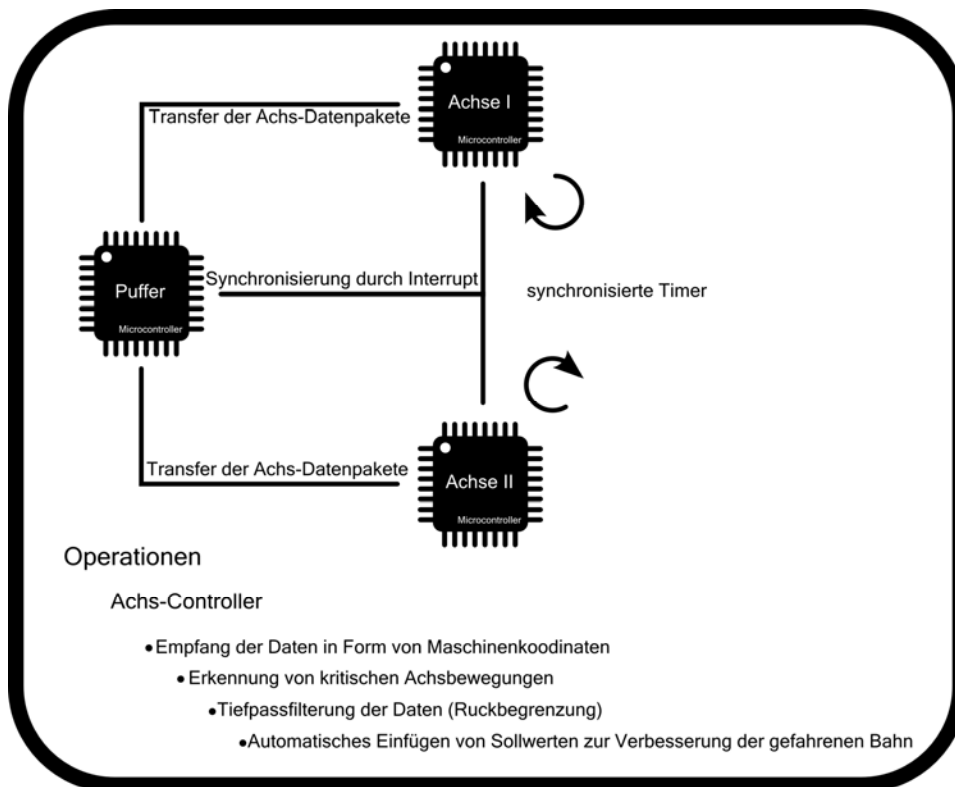 Achse I
Microcontroller
Transfer der Achs-Datenpakete
Puffer
Microcontroller
Synchronisierung durch Interrupt
synchronisierte Timer
Transfer der Achs-Datenpakete
Achse II
Microcontroller
Operationen
Achs-Controller
• Empfang der Daten in Form von Maschinenkoodinaten
• Erkennung von kritischen Achsbewegungen
• Tiefpassfilterung der Daten (Ruckbegrenzung)
• Automatisches Einfügen von Sollwerten zur Verbesserung der gefahrenen Bahn